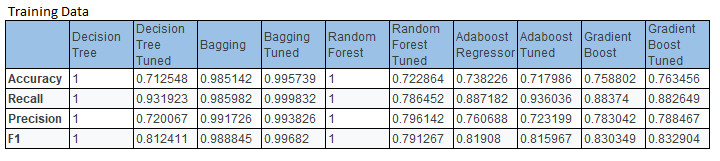 Training Data
Decision Tree | Decision Tree Tuned | Bagging | Bagging Tuned | Random Forest | Random Forest Tuned | Adaboost Regressor | Adaboost Tuned | Gradient Boost | Gradient Boost Tuned
Accuracy 1 0.712548 0.985142 0.995739 1 0.722864 0.738226 0.717986 0.758802 0.763456
Recall 1 0.931923 0.985982 0.999832 1 0.786452 0.887182 0.936036 0.88374 0.882649
Precision 1 0.720067 0.991726 0.993826 1 0.796142 0.760688 0.723199 0.783042 0.788467
F1 1 0.812411 0.988845 0.99682 1 0.791267 0.81908 0.815967 0.830349 0.832904